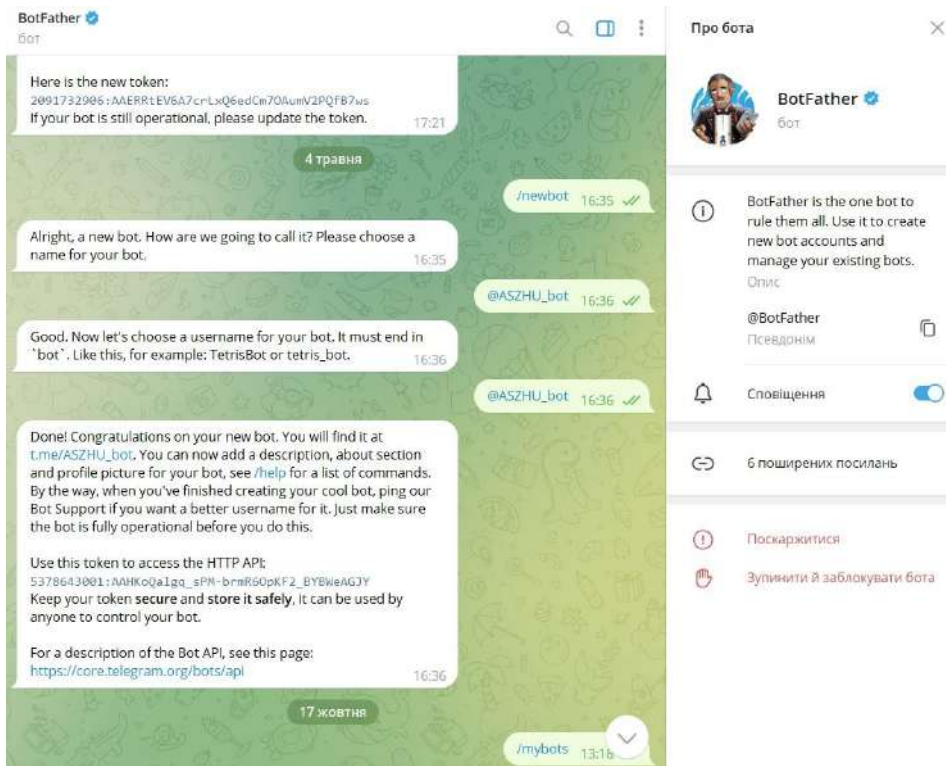 BotFather
бот
Here is the new token:
If your bot is still operational, please update the token.
17:21
4 травня
/newbot 16:35
Alright, a new bot. How are we going to call it? Please choose a
name for your bot.
16:35
@ASZHU_bot 16:36
Good. Now let's choose a username for your bot. It must end in
`bot`. Like this, for example: TetrisBot or tetris_bot.
16:36
@ASZHU_bot 16:36
Done! Congratulations on your new bot. You will find it at
t.me/ASZHU_bot. You can now add a description, about section
and profile picture for your bot, see /help for a list of commands.
By the way, when you've finished creating your cool bot, ping our
Bot Support if you want a better username for it. Just make sure
the bot is fully operational before you do this.
Use this token to access the HTTP API:
Keep your token secure and store it safely, it can be used by
anyone to control your bot.
For a description of the Bot API, see this page:
https://core.telegram.org/bots/api
16:36
17 жовтня
/mybots 13:18
Про бота
BotFather
бот
BotFather is the one bot to
rule them all. Use it to create
new bot accounts and
manage your existing bots.
Опис
@BotFather
Псевдонім
Сповіщення
6 поширених посилань
Поскаржитися
Зупинити й заблокувати бота